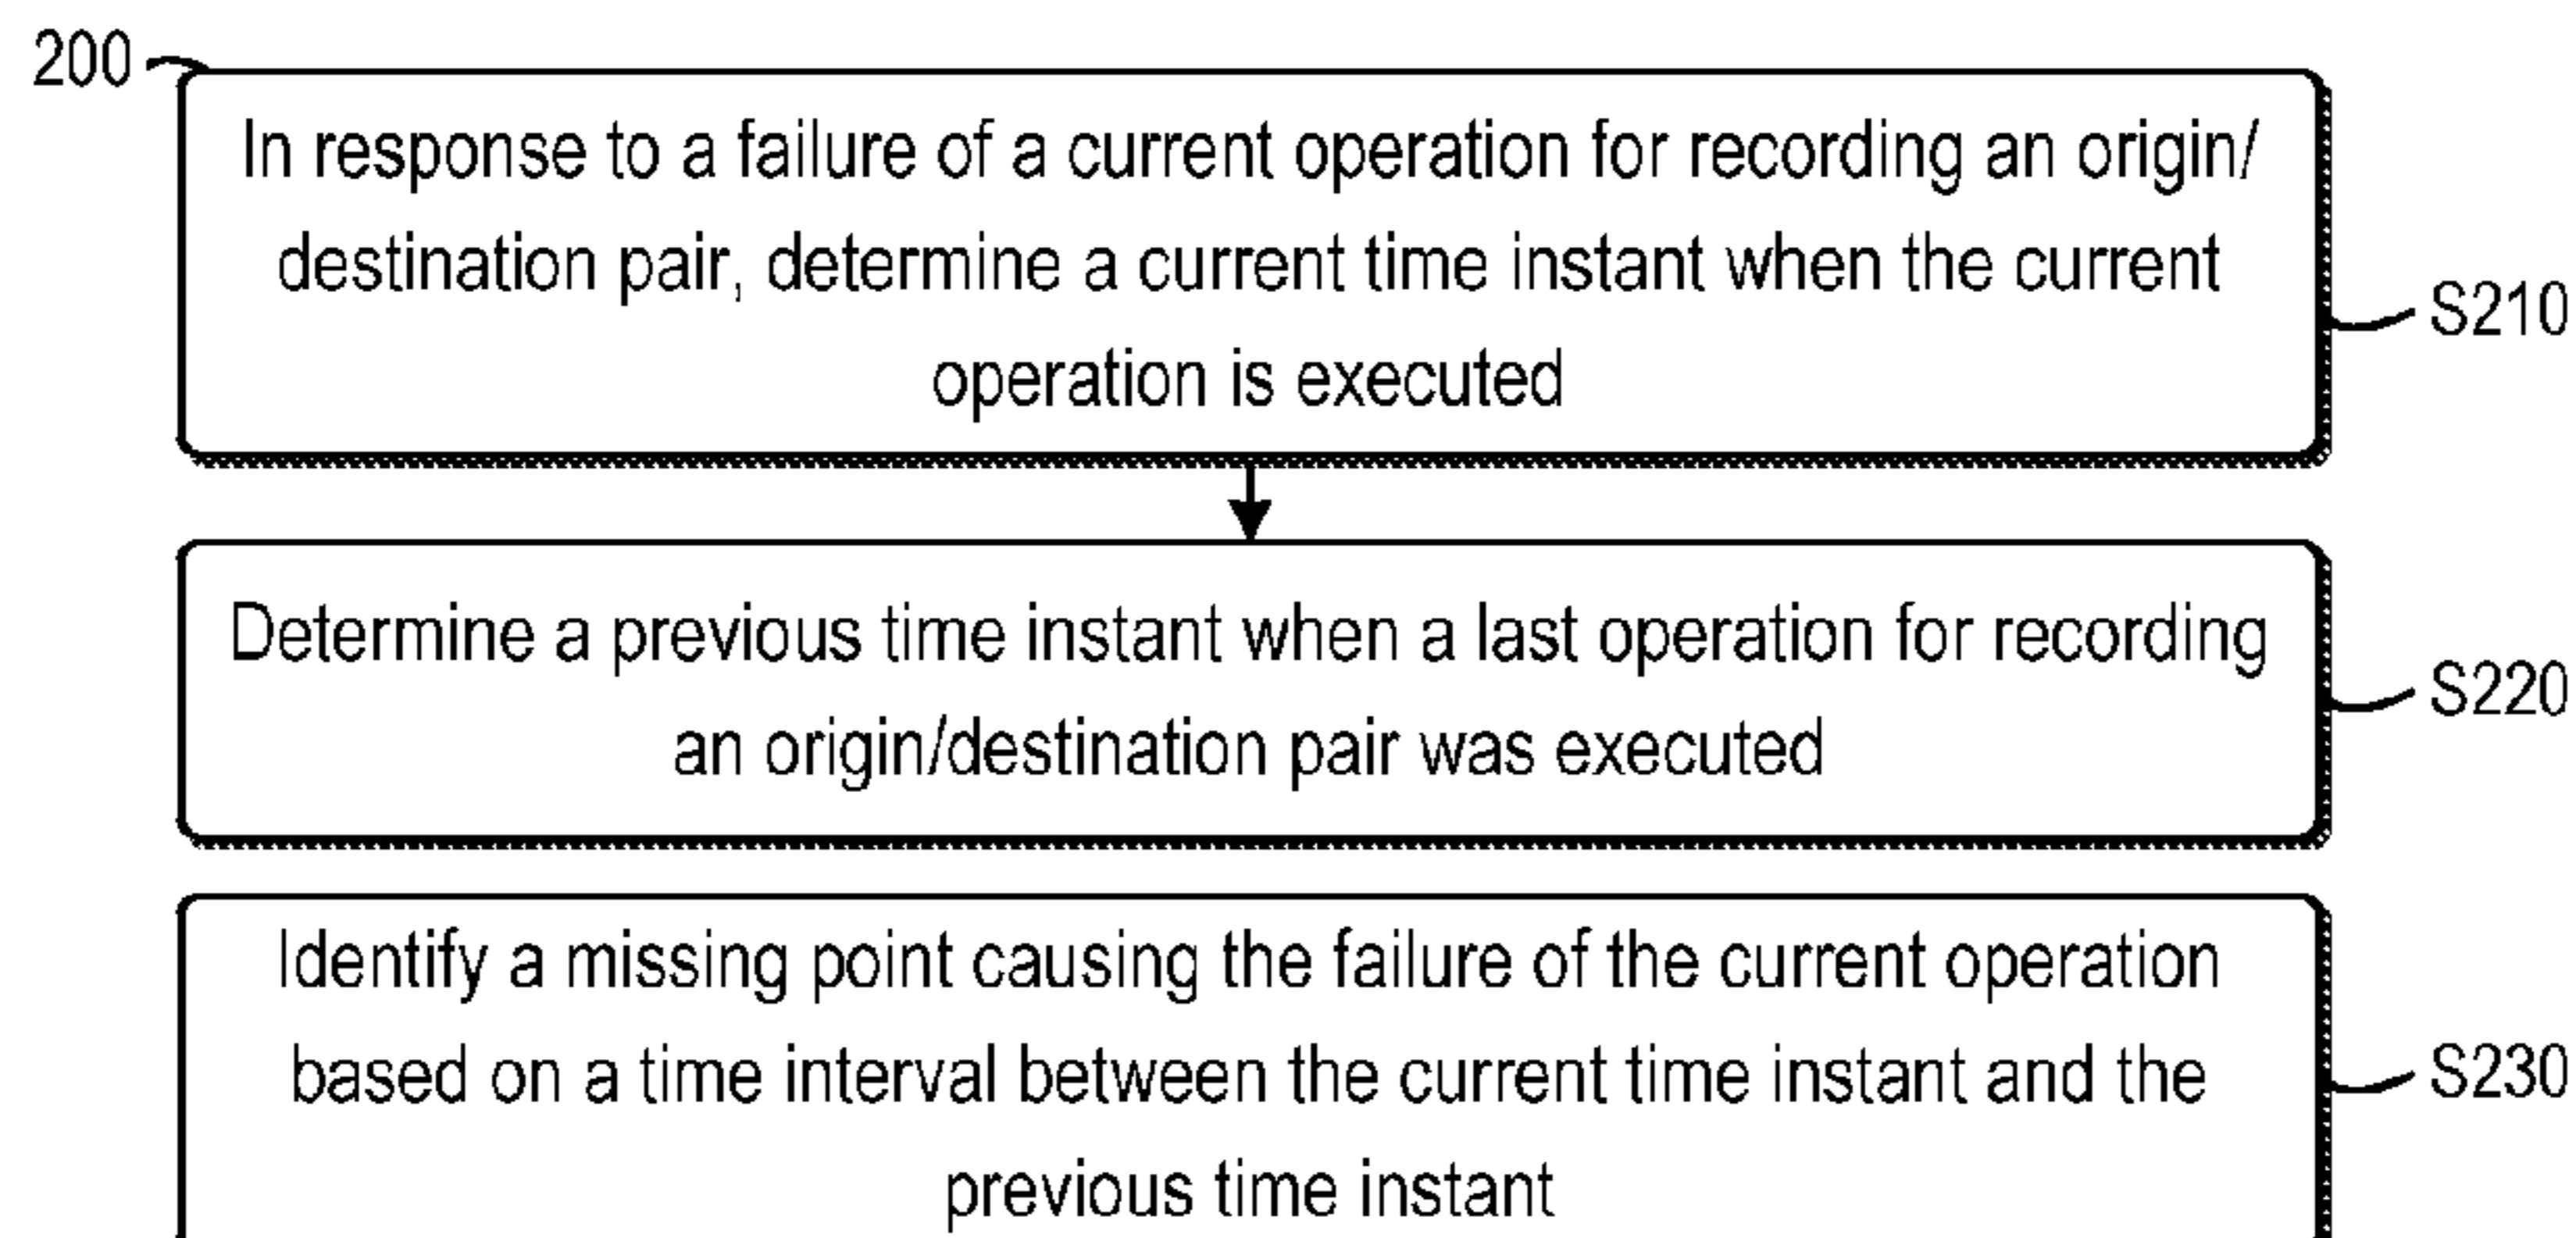 200
In response to a failure of a current operation for recording an origin/
destination pair, determine a current time instant when the current
operation is executed
S210
Determine a previous time instant when a last operation for recording
an origin/destination pair was executed
S220
Identify a missing point causing the failure of the current operation
based on a time interval between the current time instant and the
previous time instant
S230